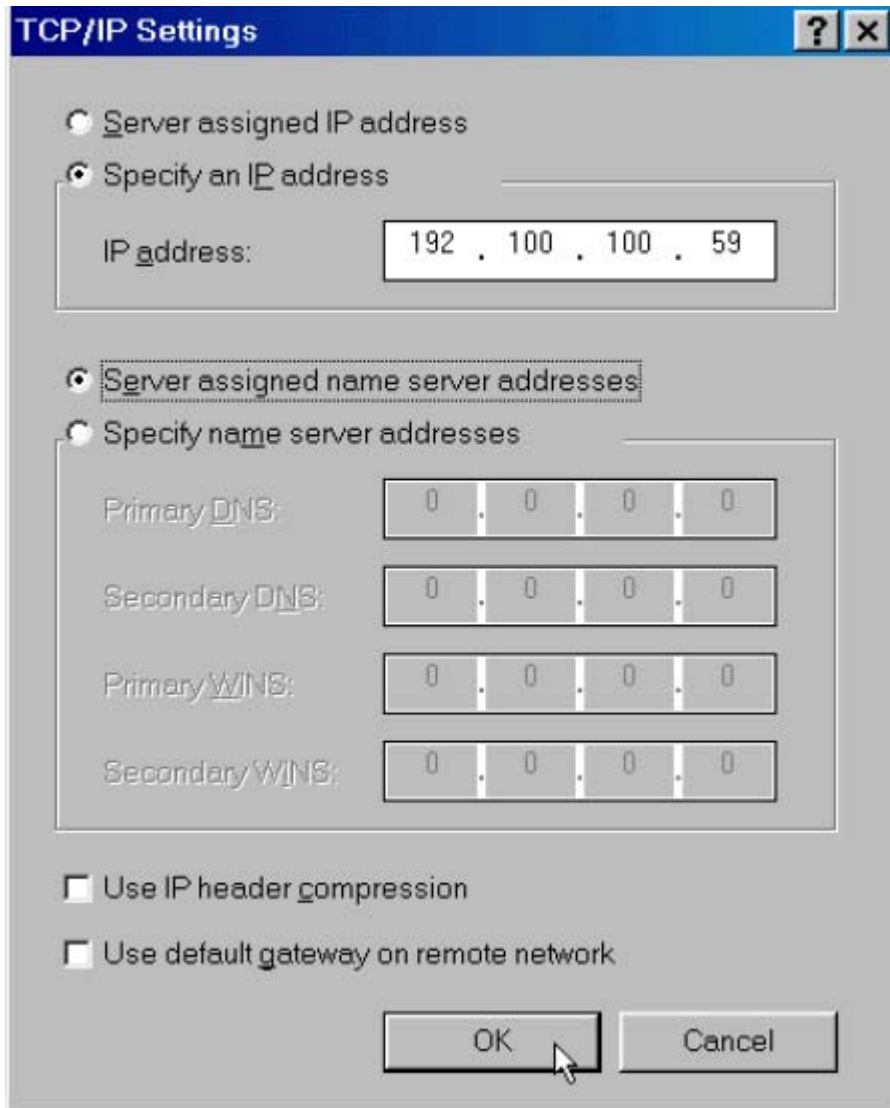 TCP/IP Settings
Server assigned IP address
Specify an IP address
IP address: 192 . 100 . 100 . 59
Server assigned name server addresses
Specify name server addresses
Primary DNS: 0 . 0 . 0 . 0
Secondary DNS: 0 . 0 . 0 . 0
Primary WINS: 0 . 0 . 0 . 0
Secondary WINS: 0 . 0 . 0 . 0
Use IP header compression
Use default gateway on remote network
OK Cancel